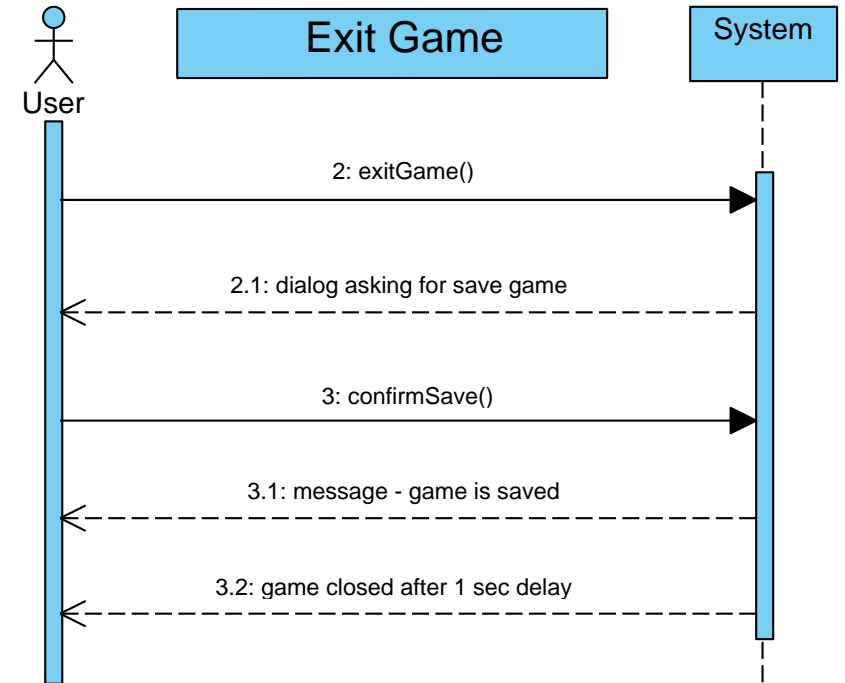 Exit Game
System
User
2: exitGame()
2.1: dialog asking for save game
3: confirmSave()
3.1: message - game is saved
3.2: game closed after 1 sec delay